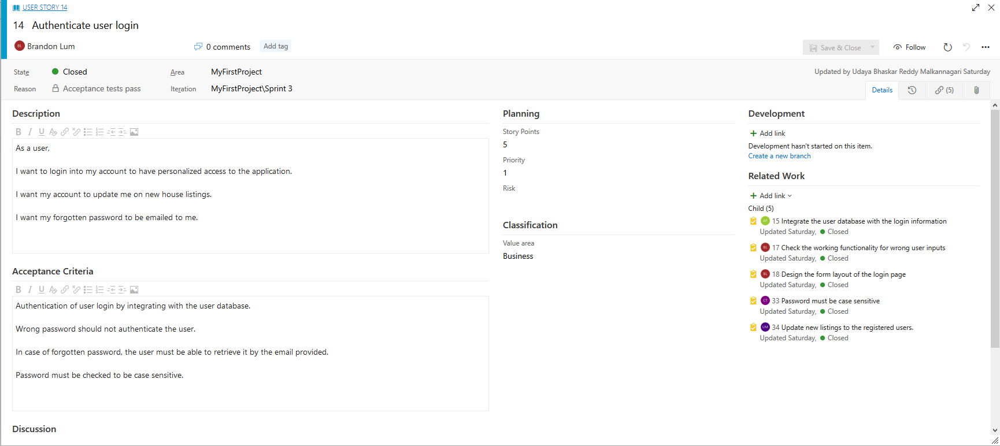 USER STORY 14
14 Authenticate user login
BL Brandon Lum 0 comments Add tag Save & Close Follow
State Closed Area MyFirstProject Updated by Udaya Bhaskar Reddy Malkannagari Saturday
Reason Acceptance tests pass Iteration MyFirstProject\Sprint 3 Details (5)
Description
B I U
As a user,
I want to login into my account to have personalized access to the application.
I want my account to update me on new house listings.
I want my forgotten password to be emailed to me.
Acceptance Criteria
B I U
Authentication of user login by integrating with the user database.
Wrong password should not authenticate the user.
In case of forgotten password, the user must be able to retrieve it by the email provided.
Password must be checked to be case sensitive.
Discussion
Planning
Story Points
5
Priority
1
Risk
Classification
Value area
Business
Development
+ Add link
Development hasn't started on this item.
Create a new branch
Related Work
+ Add link
Child (5)
AP 15 Integrate the user database with the login information
Updated Saturday, Closed
BL 17 Check the working functionality for wrong user inputs
Updated Saturday, Closed
BL 18 Design the form layout of the login page
Updated Saturday, Closed
CT 33 Password must be case sensitive
Updated Saturday, Closed
UM 34 Update new listings to the registered users.
Updated Saturday, Closed